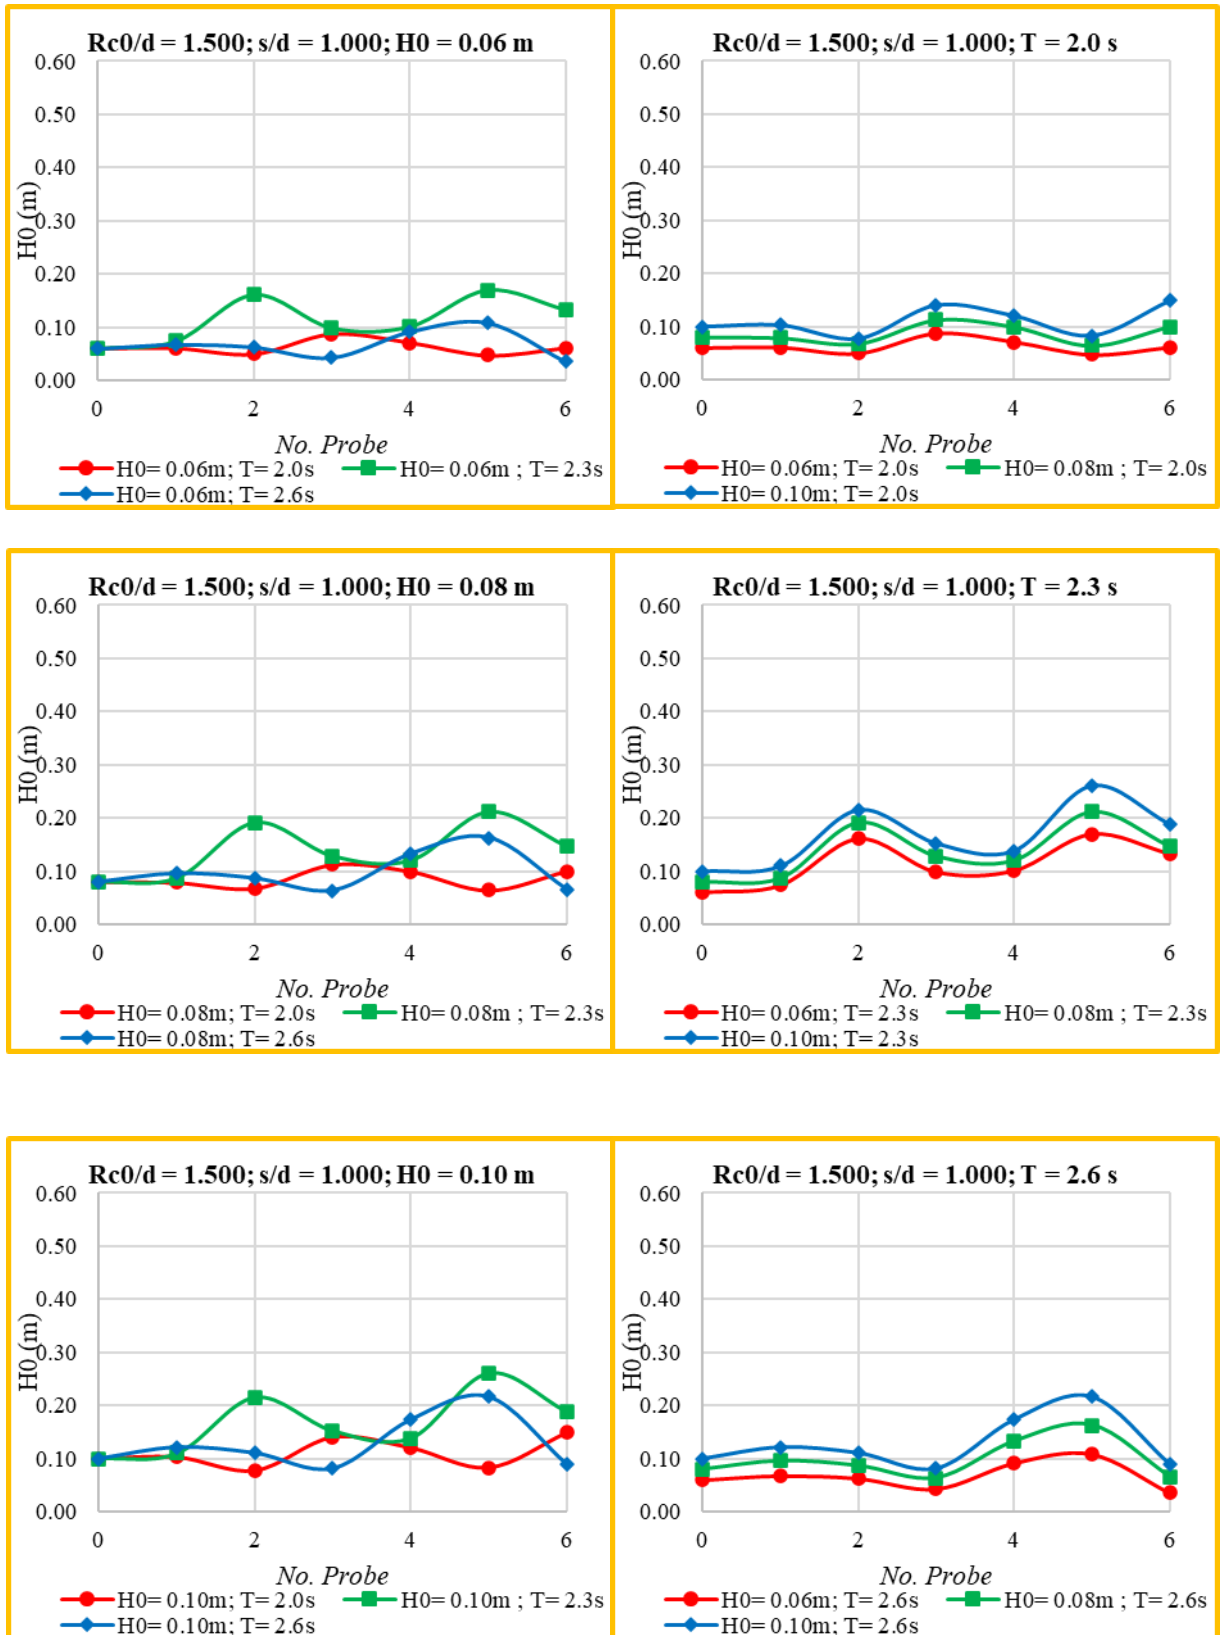 Rc0/d = 1.500; s/d = 1.000; H0 = 0.06 m
0.60
0.50
0.40
0.30
0.20
0.10
0.00
H0 (m)
0 2 4 6
No. Probe
H0= 0.06m; T= 2.0s H0= 0.06m ; T= 2.3s
H0= 0.06m; T= 2.6s
Rc0/d = 1.500; s/d = 1.000; T = 2.0 s
0.60
0.50
0.40
0.30
0.20
0.10
0.00
H0 (m)
0 2 4 6
No. Probe
H0= 0.06m; T= 2.0s H0= 0.08m ; T= 2.0s
H0= 0.10m; T= 2.0s
Rc0/d = 1.500; s/d = 1.000; H0 = 0.08 m
0.60
0.50
0.40
0.30
0.20
0.10
0.00
H0 (m)
0 2 4 6
No. Probe
H0= 0.08m; T= 2.0s H0= 0.08m ; T= 2.3s
H0= 0.08m; T= 2.6s
Rc0/d = 1.500; s/d = 1.000; T = 2.3 s
0.60
0.50
0.40
0.30
0.20
0.10
0.00
H0 (m)
0 2 4 6
No. Probe
H0= 0.06m; T= 2.3s H0= 0.08m ; T= 2.3s
H0= 0.10m; T= 2.3s
Rc0/d = 1.500; s/d = 1.000; H0 = 0.10 m
0.60
0.50
0.40
0.30
0.20
0.10
0.00
H0 (m)
0 2 4 6
No. Probe
H0= 0.10m; T= 2.0s H0= 0.10m ; T= 2.3s
H0= 0.10m; T= 2.6s
Rc0/d = 1.500; s/d = 1.000; T = 2.6 s
0.60
0.50
0.40
0.30
0.20
0.10
0.00
H0 (m)
0 2 4 6
No. Probe
H0= 0.06m; T= 2.6s H0= 0.08m ; T= 2.6s
H0= 0.10m; T= 2.6s